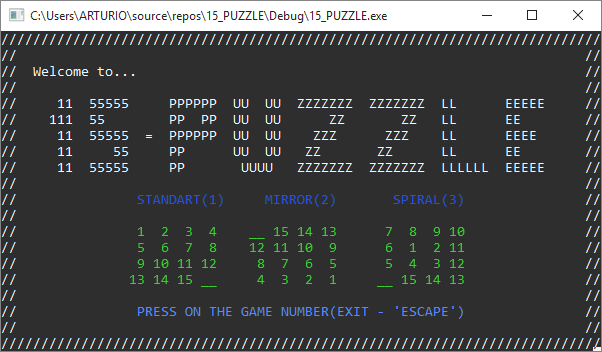 C:\Users\ARTURIO\source\repos\15_PUZZLE\Debug\15_PUZZLE.exe
///////////////////////////////////////////////////////////////////////////
//                                                                       //
//  Welcome to...                                                        //
//                                                                       //
//     11  55555     PPPPPP  UU  UU  ZZZZZZZ  ZZZZZZZ  LL      EEEEE     //
//    111  55        PP  PP  UU  UU      ZZ       ZZ   LL      EE        //
//     11  55555  =  PPPPPP  UU  UU    ZZZ      ZZZ    LL      EEEE      //
//     11     55     PP      UU  UU   ZZ       ZZ      LL      EE        //
//     11  55555     PP       UUUU   ZZZZZZZ  ZZZZZZZ  LLLLLL  EEEEE     //
//                                                                       //
//               STANDART(1)     MIRROR(2)       SPIRAL(3)               //
//                                                                       //
//               1  2  3  4    __ 15 14 13      7  8  9 10               //
//               5  6  7  8    12 11 10  9      6  1  2 11               //
//               9 10 11 12     8  7  6  5      5  4  3 12               //
//              13 14 15 __     4  3  2  1     __ 15 14 13               //
//                                                                       //
//               PRESS ON THE GAME NUMBER(EXIT - 'ESCAPE')               //
//                                                                       //
///////////////////////////////////////////////////////////////////////////